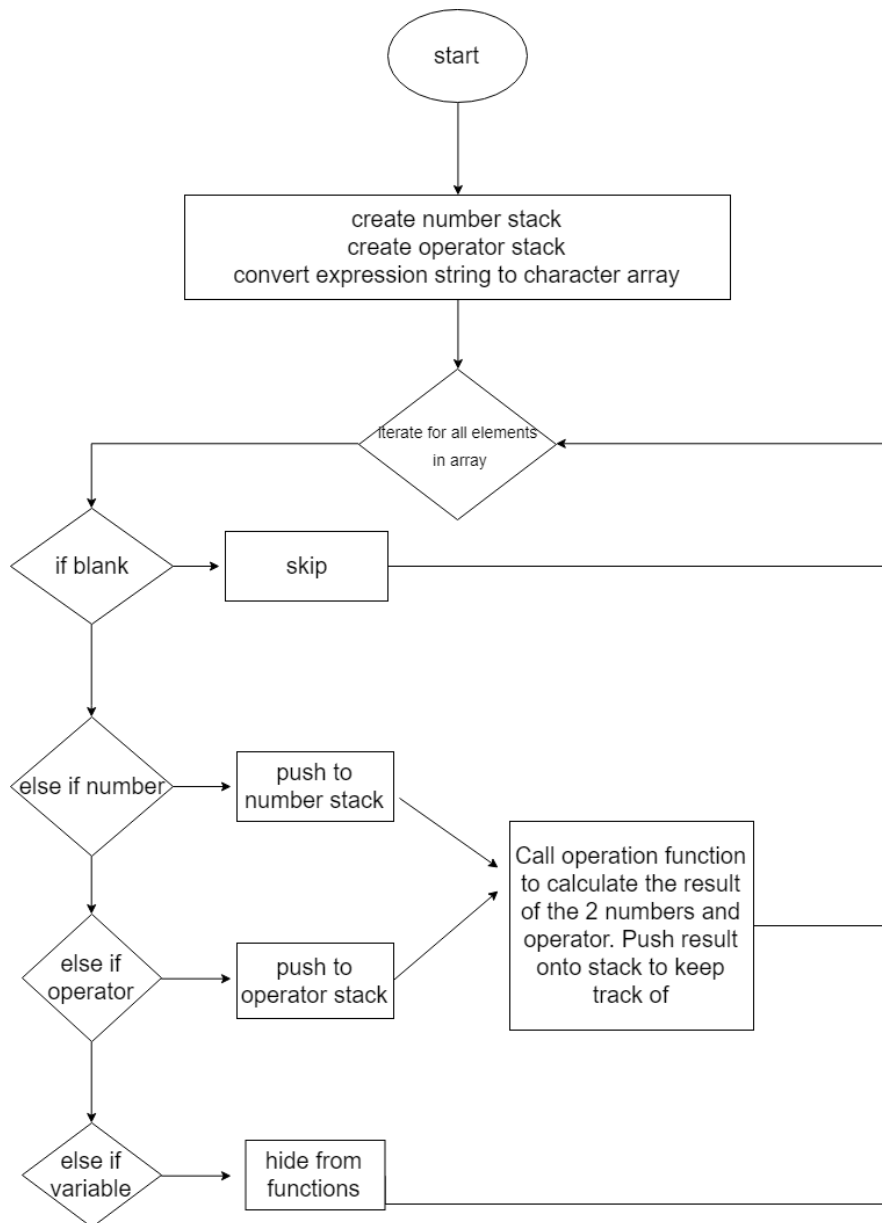 start
create number stack
create operator stack
convert expression string to character array
Iterate for all elements
in array
if blank
skip
else if number
push to
number stack
Call operation function
to calculate the result
of the 2 numbers and
operator. Push result
onto stack to keep
track of
else if
operator
push to
operator stack
else if
variable
hide from
functions